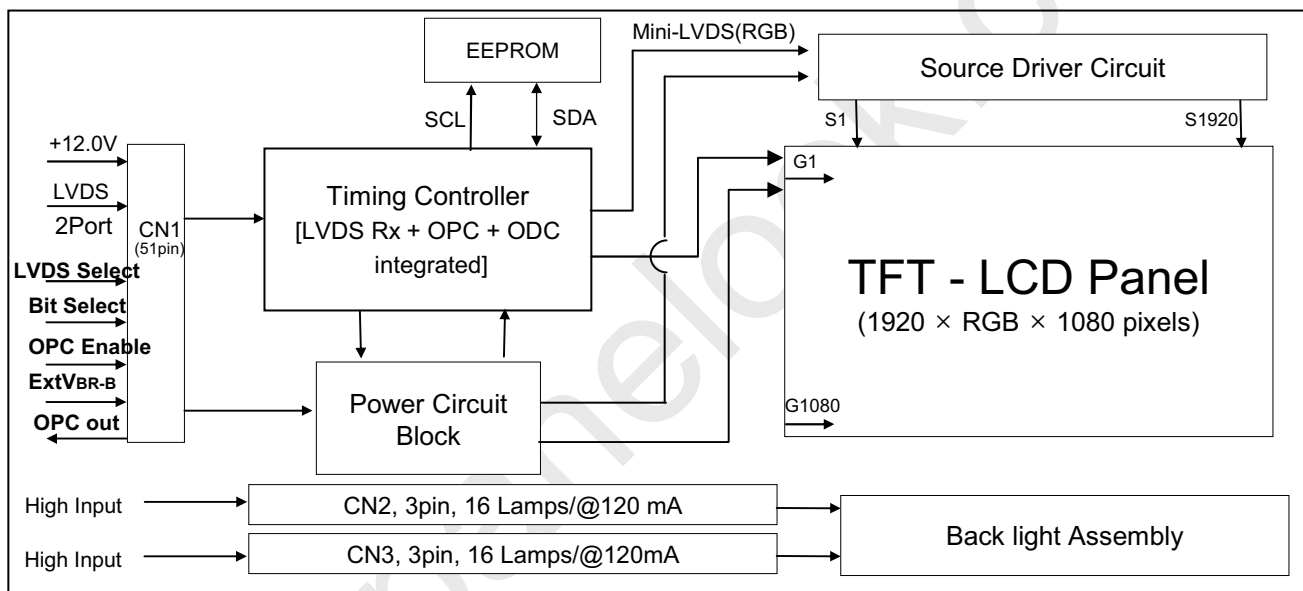 EEPROM
Mini-LVDS(RGB)
Source Driver Circuit
SCL
SDA
S1
S1920
+12.0V
LVDS
2Port
CN1
(51pin)
LVDS Select
Bit Select
OPC Enable
ExtVBR-B
OPC out
Timing Controller
[LVDS Rx + OPC + ODC
integrated]
G1
TFT - LCD Panel
(1920 × RGB × 1080 pixels)
G1080
Power Circuit
Block
High Input
CN2, 3pin, 16 Lamps/@120 mA
High Input
CN3, 3pin, 16 Lamps/@120mA
Back light Assembly